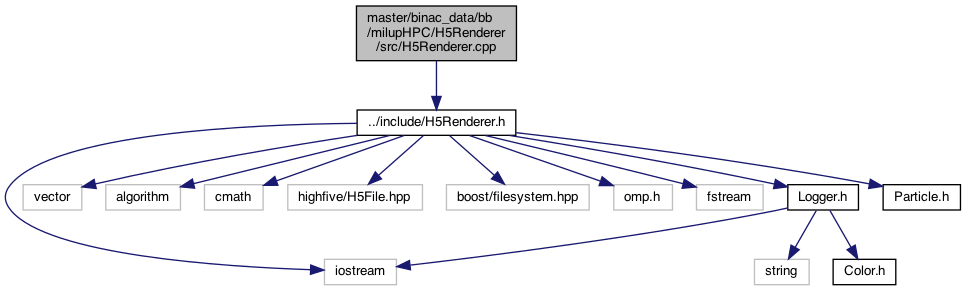 master/binac_data/bb
/milupHPC/H5Renderer
/src/H5Renderer.cpp
../include/H5Renderer.h
vector
algorithm
cmath
highfive/H5File.hpp
boost/filesystem.hpp
omp.h
fstream
Logger.h
Particle.h
iostream
string
Color.h